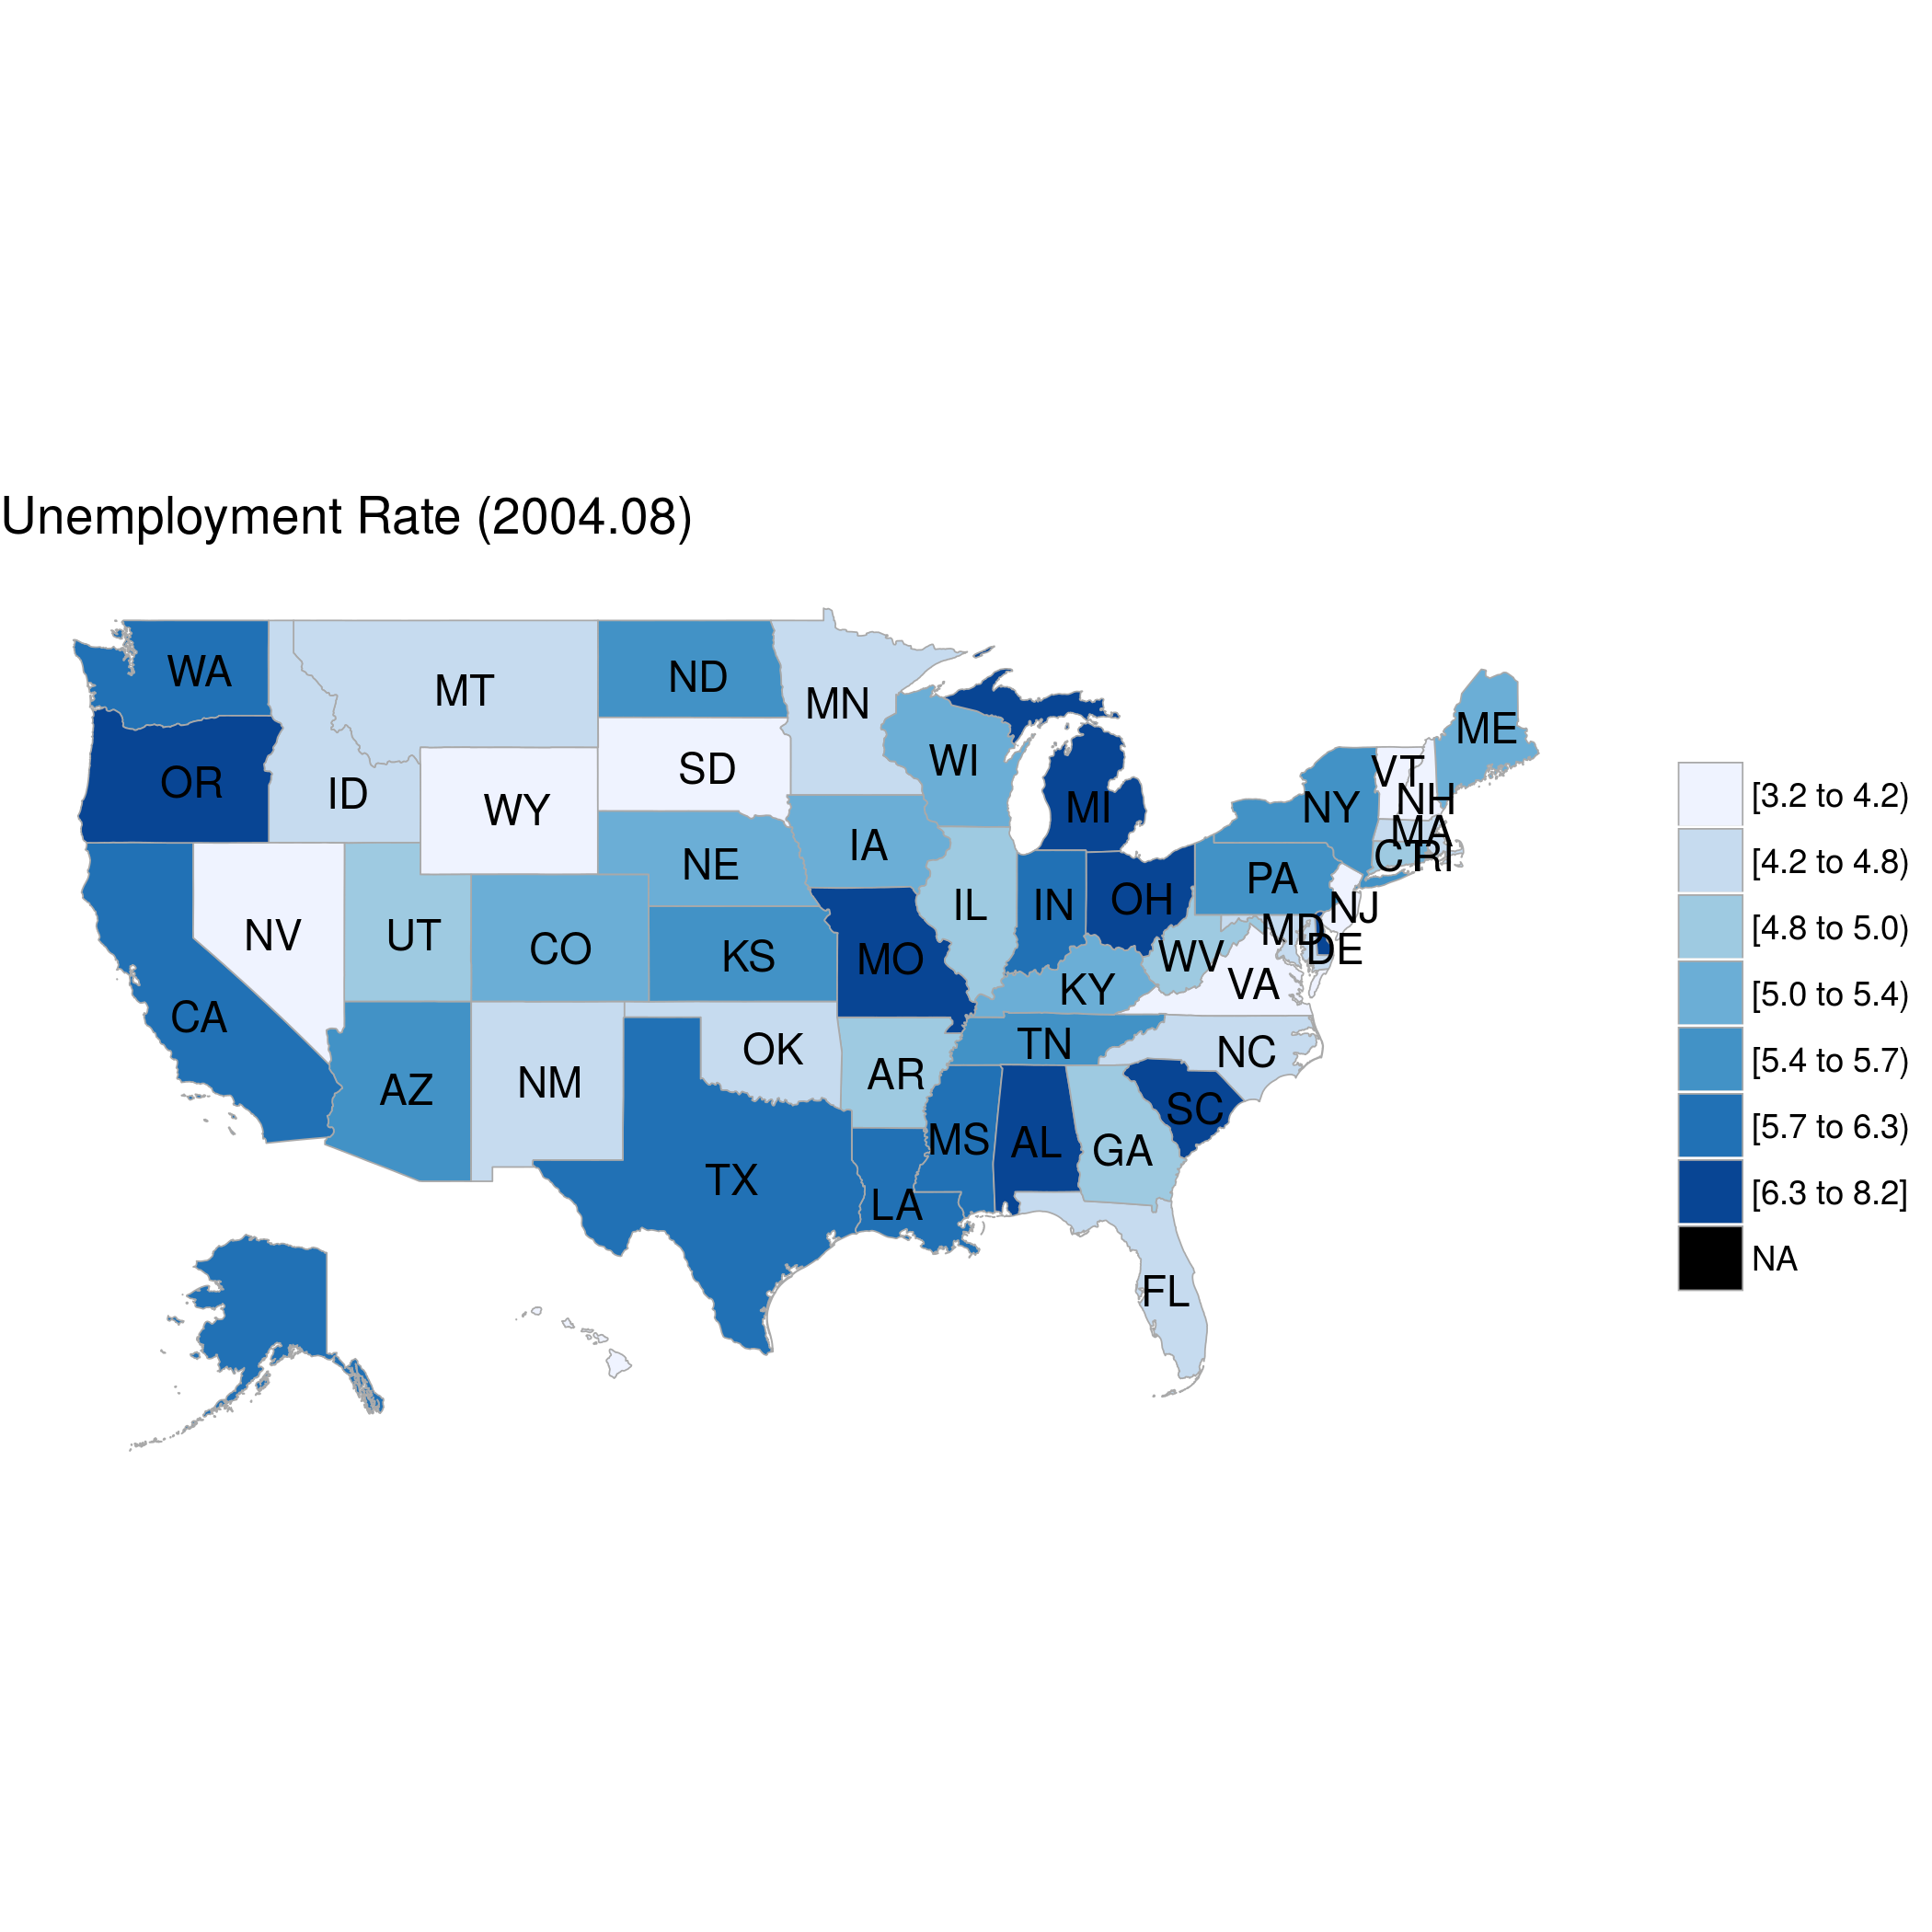 Unemployment Rate (2004.08)
WA
MT
ND
MN
ME
OR
ID
WY
SD
WI
MI
NY
VT
NH
MA
CT
RI
NV
UT
CO
NE
IA
IL
IN
OH
PA
NJ
MD
DE
CA
KS
MO
KY
WV
VA
AZ
NM
OK
AR
TN
NC
TX
LA
MS
AL
GA
SC
FL
[3.2 to 4.2)
[4.2 to 4.8)
[4.8 to 5.0)
[5.0 to 5.4)
[5.4 to 5.7)
[5.7 to 6.3)
[6.3 to 8.2]
NA